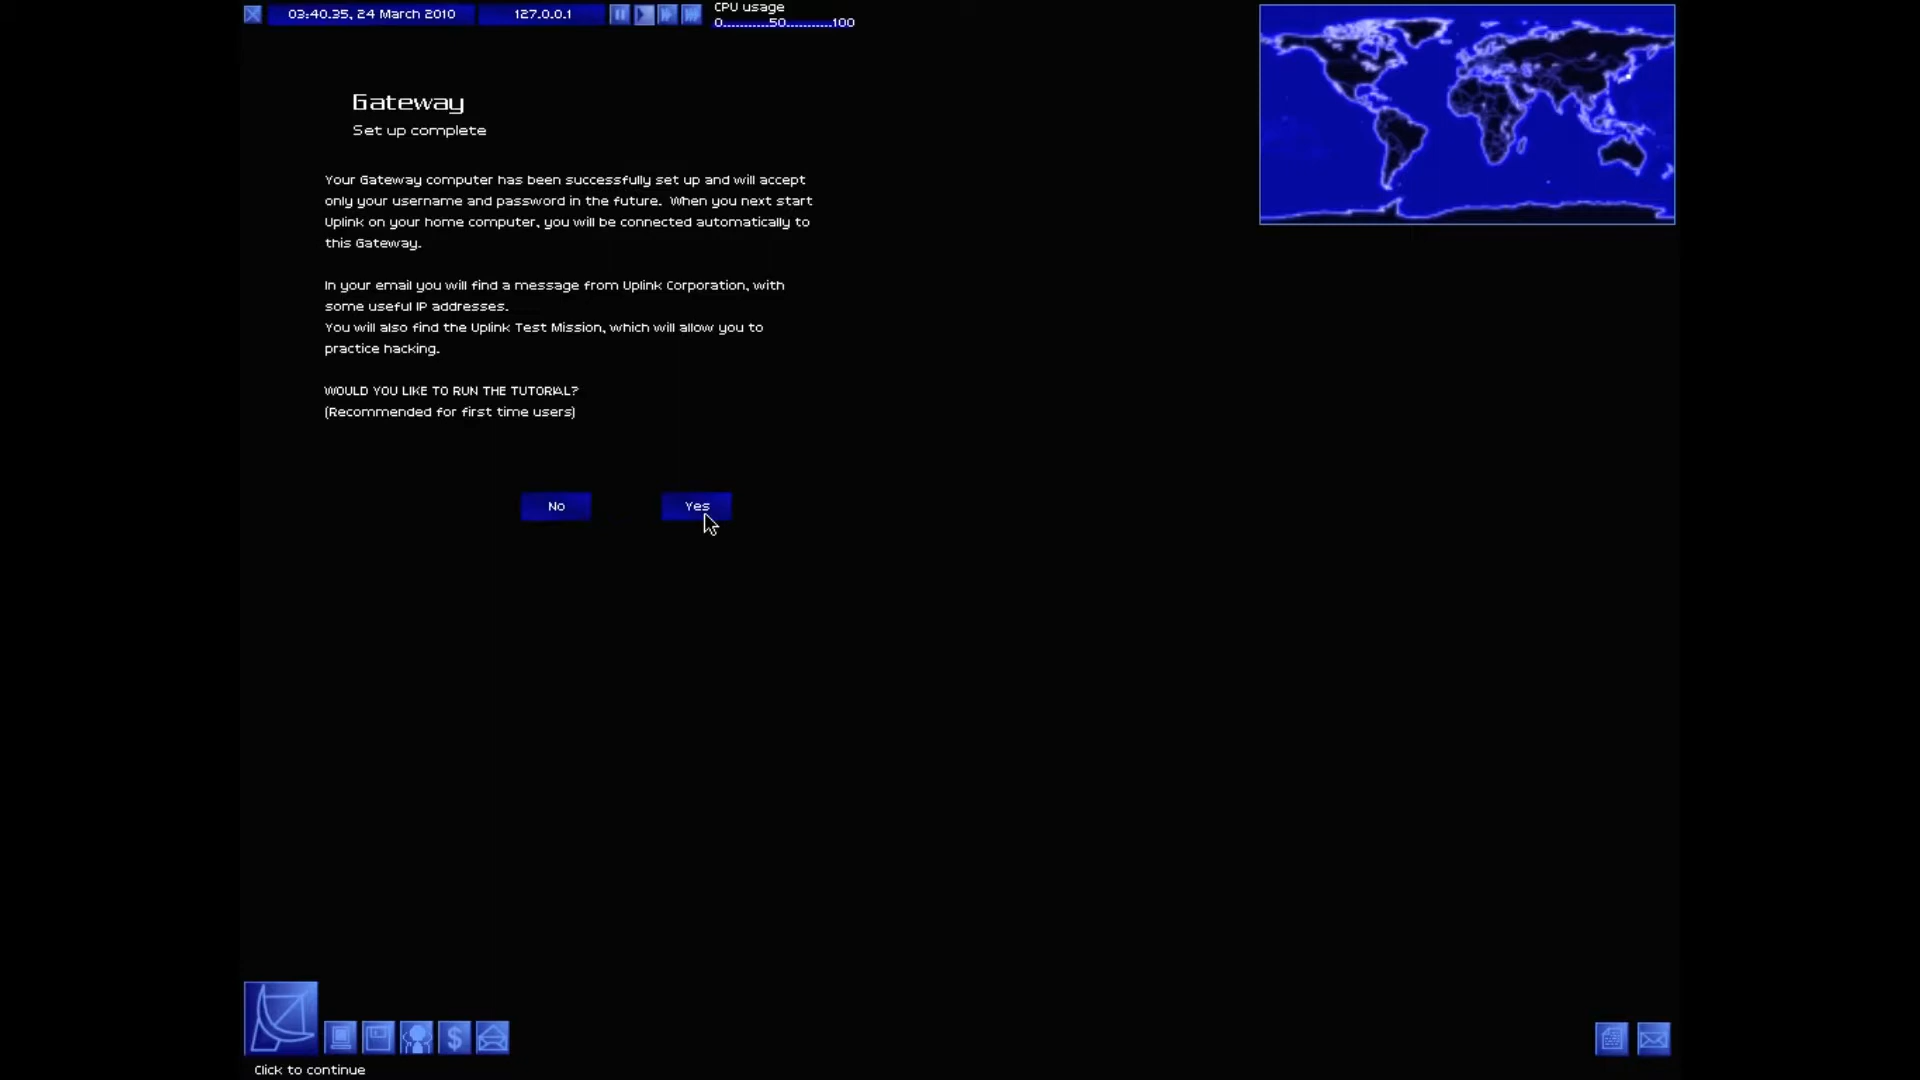 03:40.35, 24 March 2010
127.0.0.1
CPU usage
0...........50............100
Gateway
Set up complete
Your Gateway computer has been successfully set up and will accept
only your username and password in the future.  When you next start
Uplink on your home computer, you will be connected automatically to
this Gateway.
In your email you will find a message from Uplink Corporation, with
some useful IP addresses.
You will also find the Uplink Test Mission, which will allow you to
practice hacking.
WOULD YOU LIKE TO RUN THE TUTORIAL?
(Recommended for first time users)
No
Yes
$
Click to continue